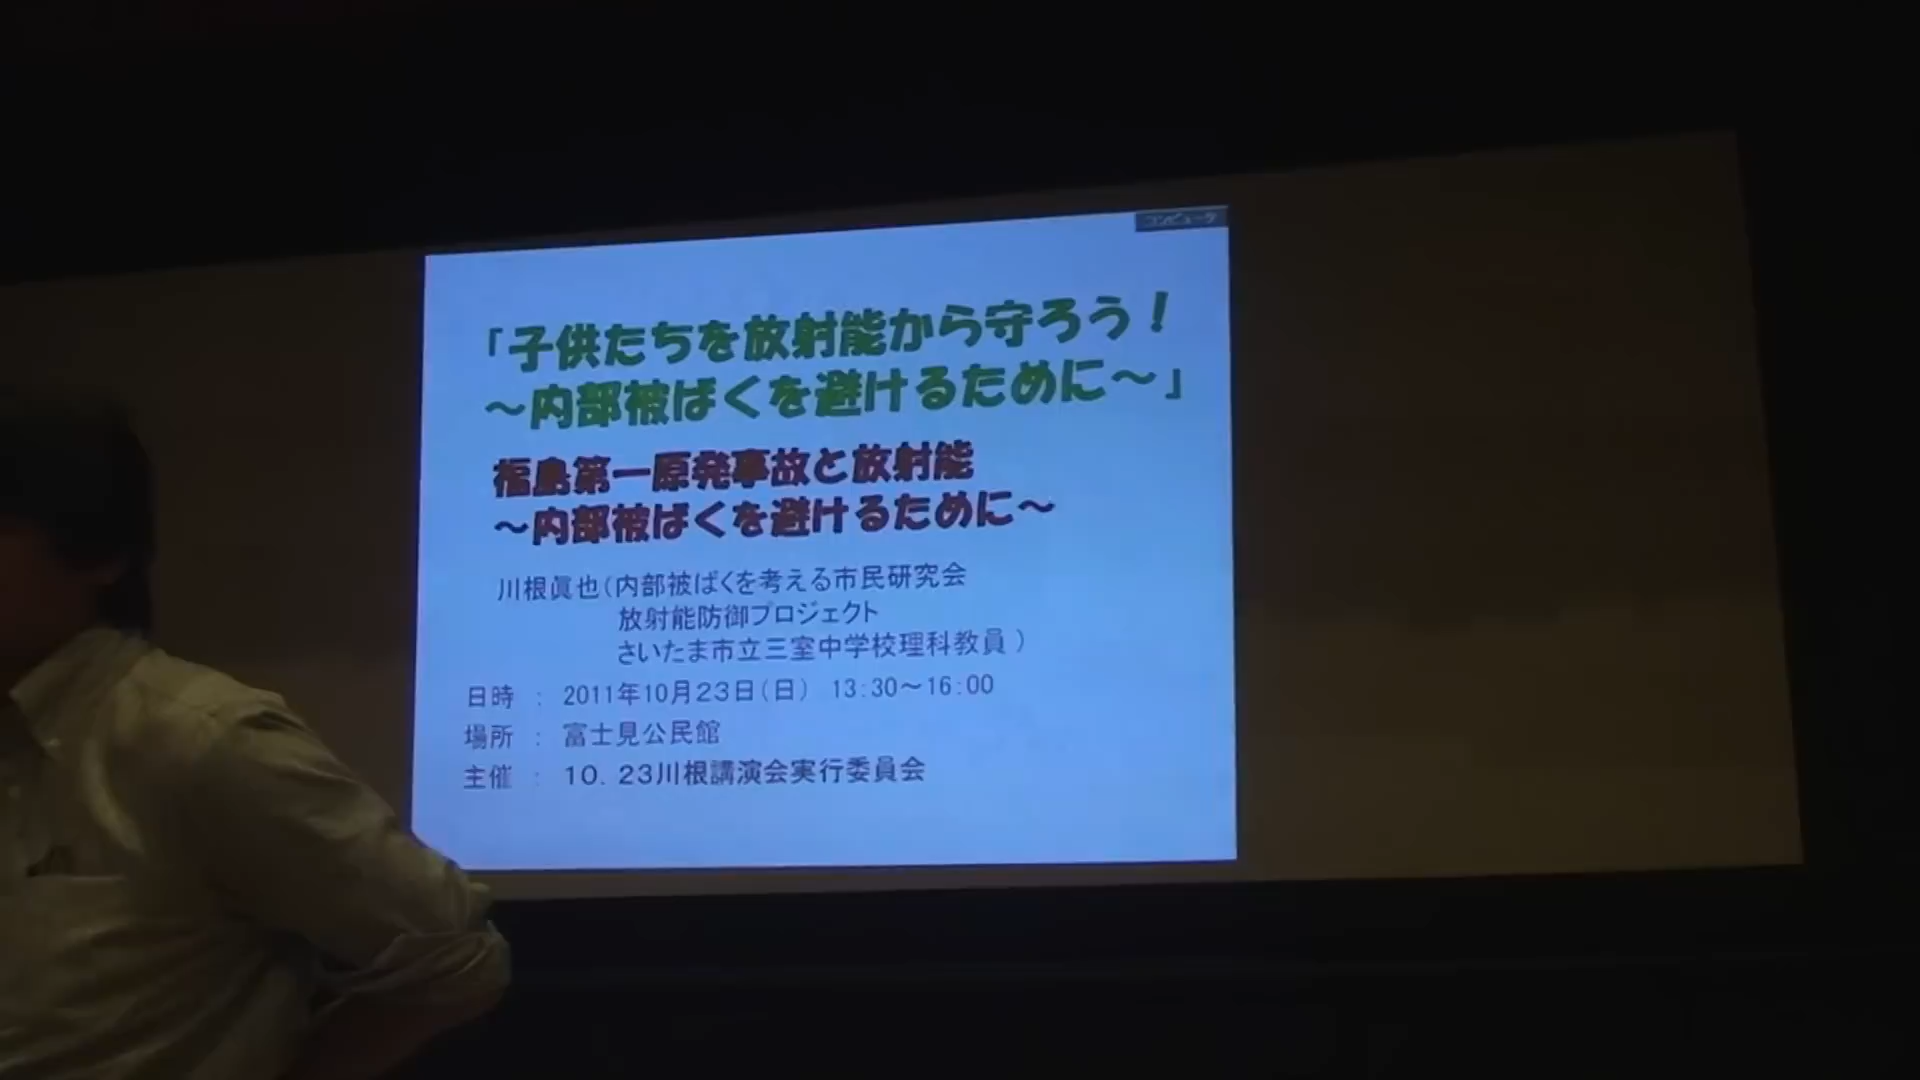 コンピュータ
「子供たちを放射能から守ろう！
～内部被ばくを避けるために～」
福島第一原発事故と放射能
～内部被ばくを避けるために～
川根眞也（内部被ばくを考える市民研究会
放射能防御プロジェクト
さいたま市立三室中学校理科教員 ）
日時 ： 2011年10月23日（日） 13:30～16:00
場所 ： 富士見公民館
主催 ： 10．23川根講演会実行委員会